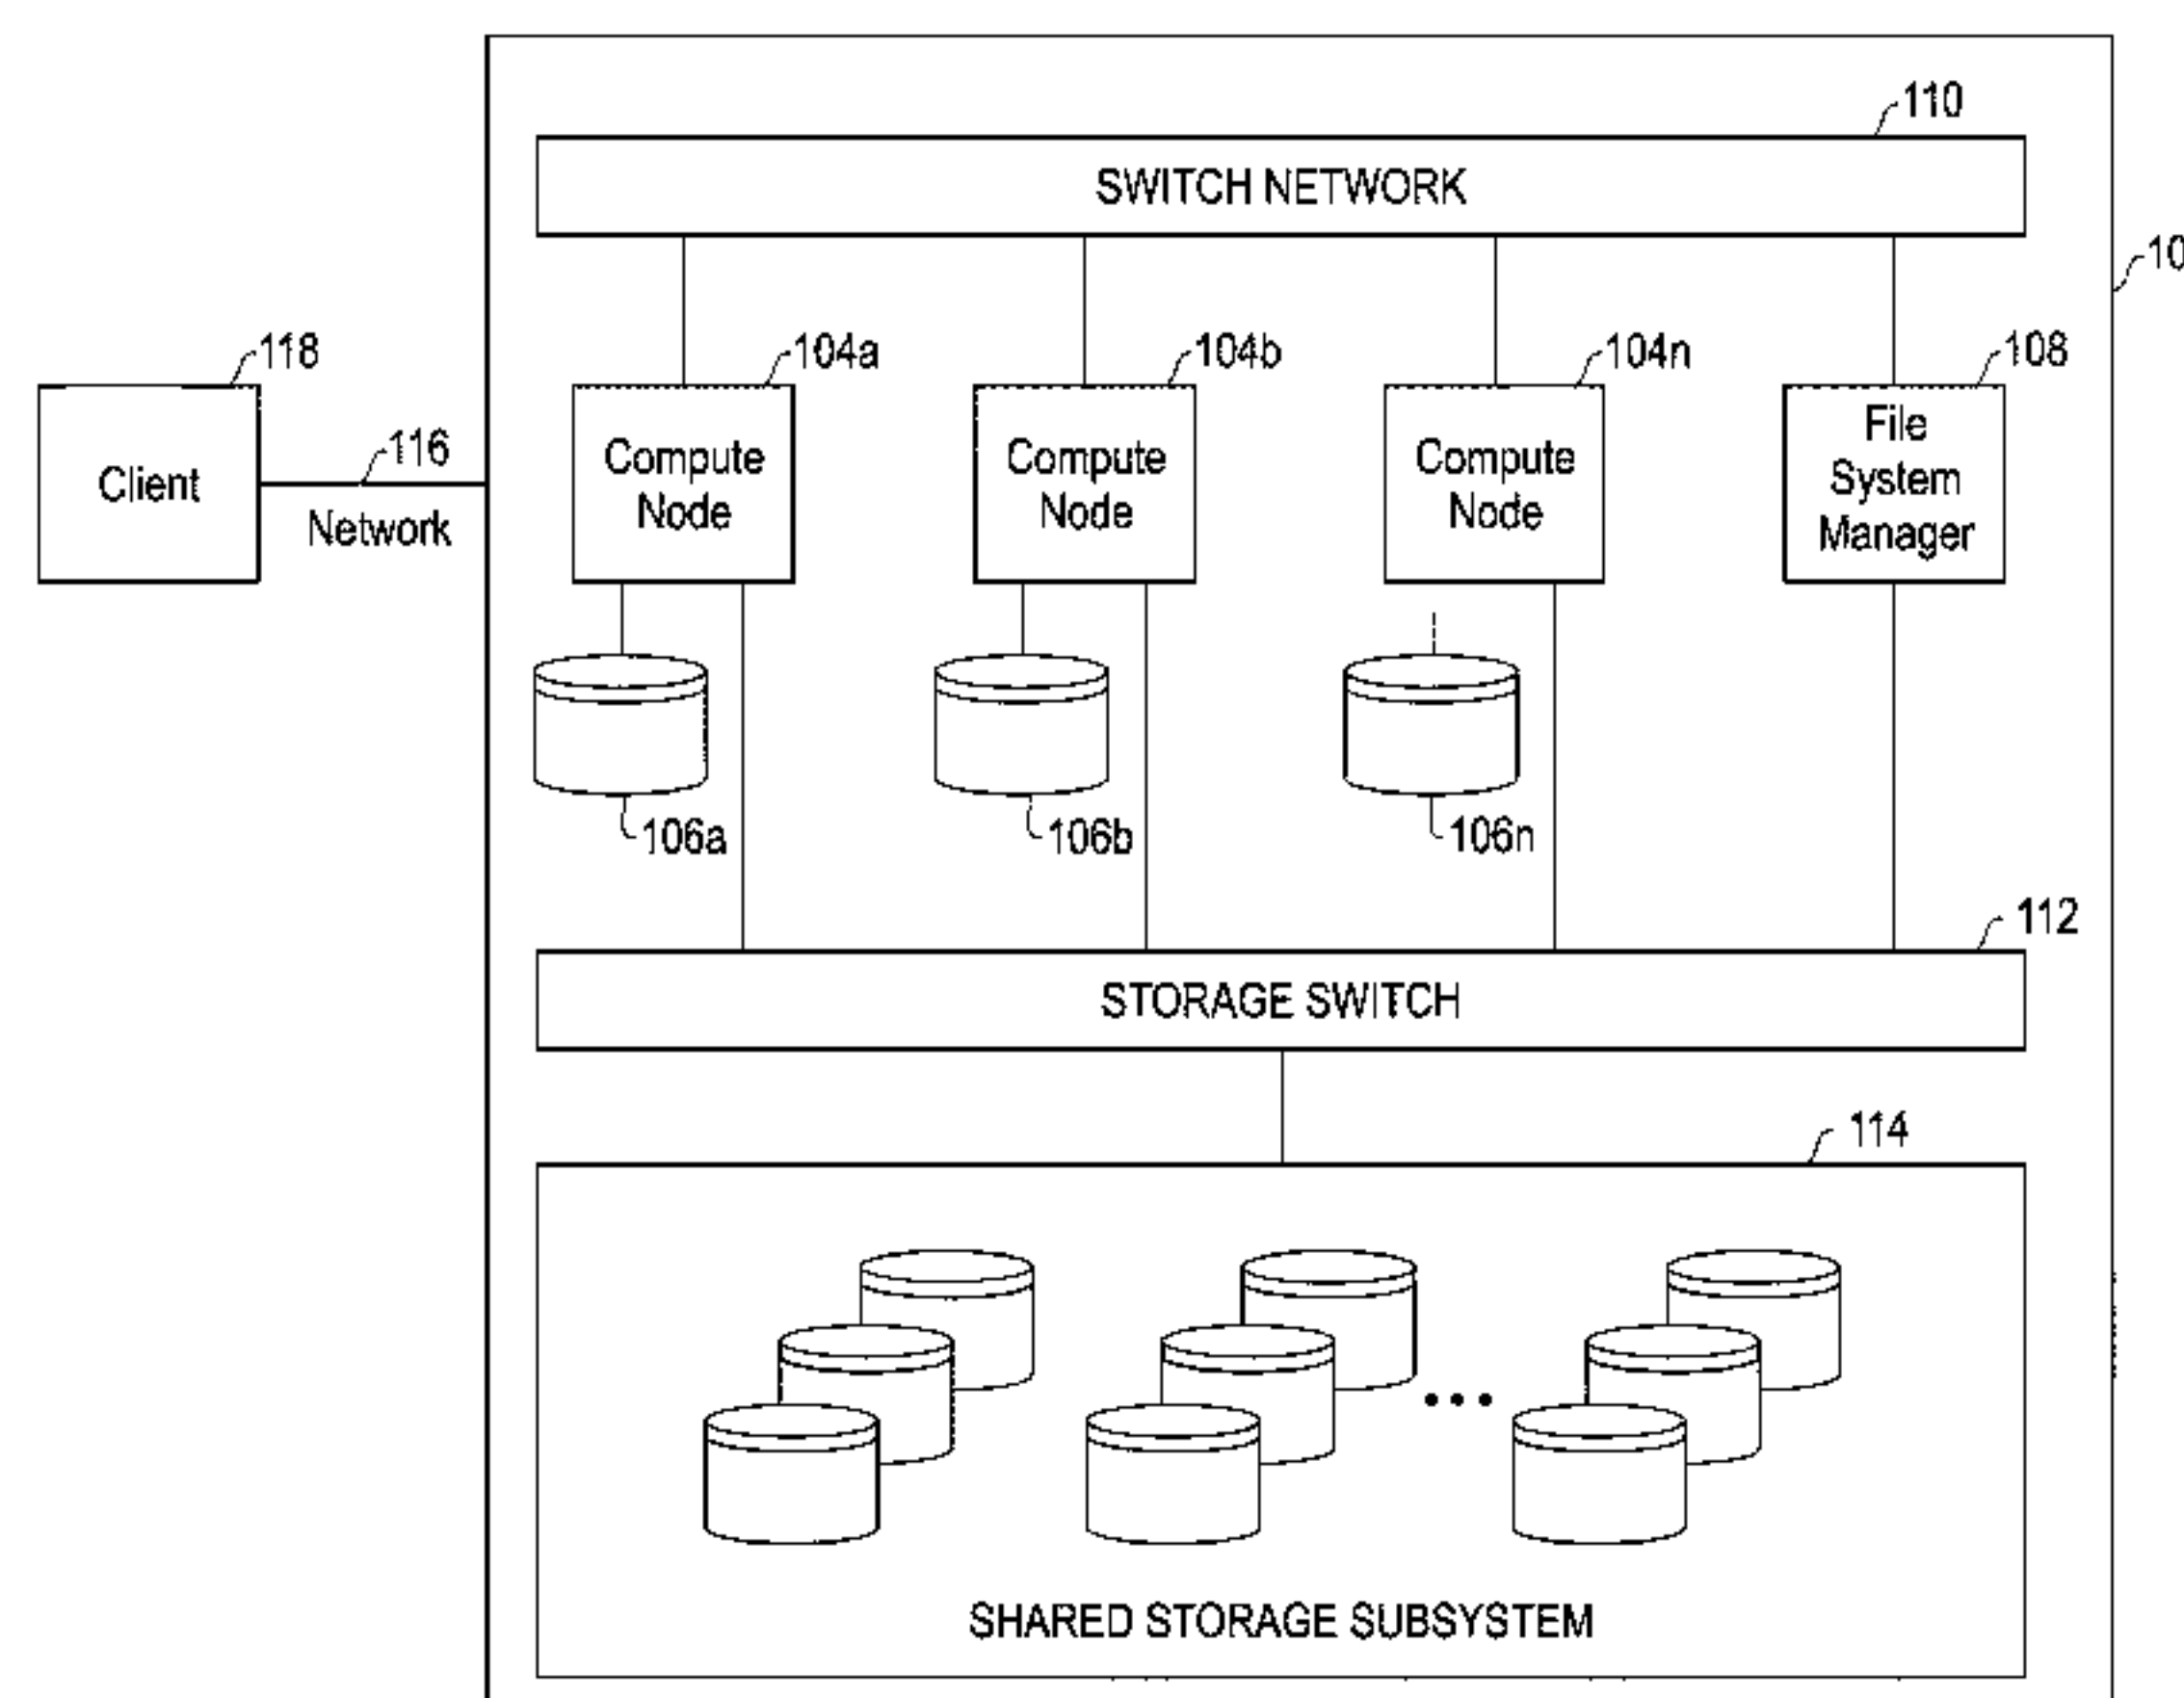 110
SWITCH NETWORK
10
118
104a
104b
104n
108
Client
116
Network
Compute
Node
Compute
Node
Compute
Node
File
System
Manager
106a
106b
106n
112
STORAGE SWITCH
114
SHARED STORAGE SUBSYSTEM